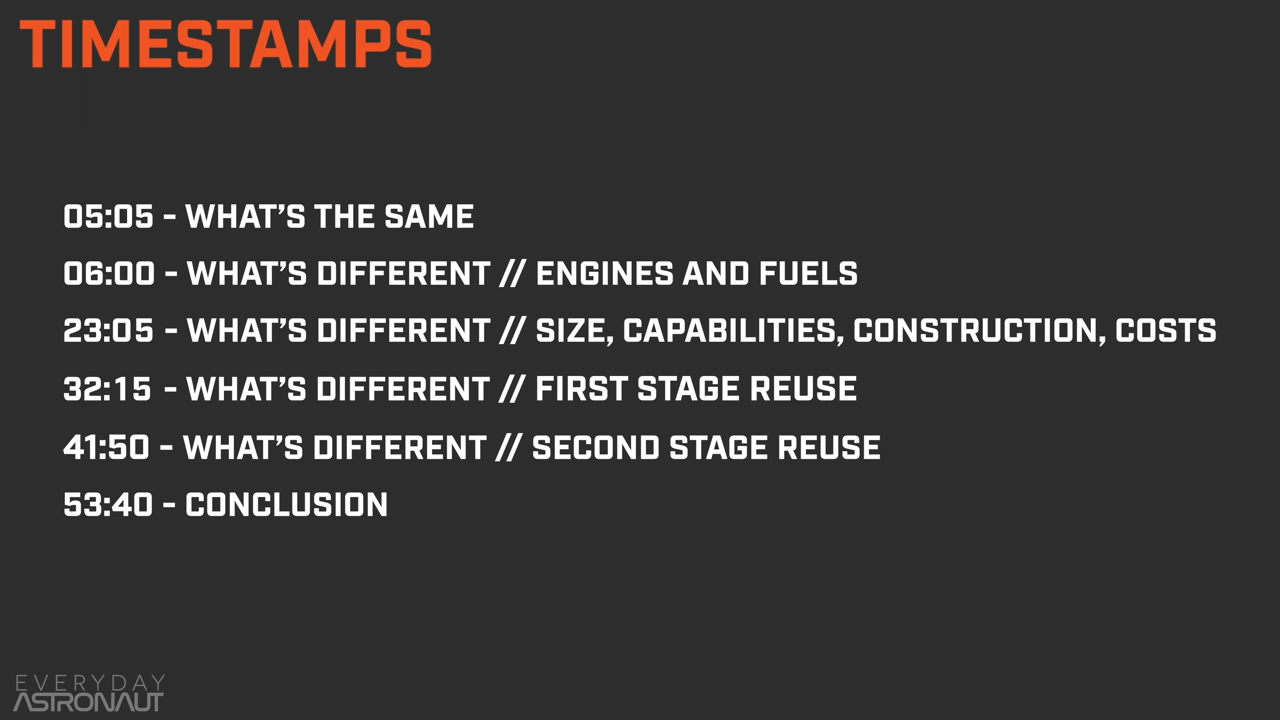 TIMESTAMPS
05:05 - WHAT'S THE SAME
06:00 - WHAT'S DIFFERENT // ENGINES AND FUELS
23:05 - WHAT'S DIFFERENT // SIZE, CAPABILITIES, CONSTRUCTION, COSTS
32:15 - WHAT'S DIFFERENT // FIRST STAGE REUSE
41:50 - WHAT'S DIFFERENT // SECOND STAGE REUSE
53:40 - CONCLUSION
EVERYDAY
ASTRONAUT